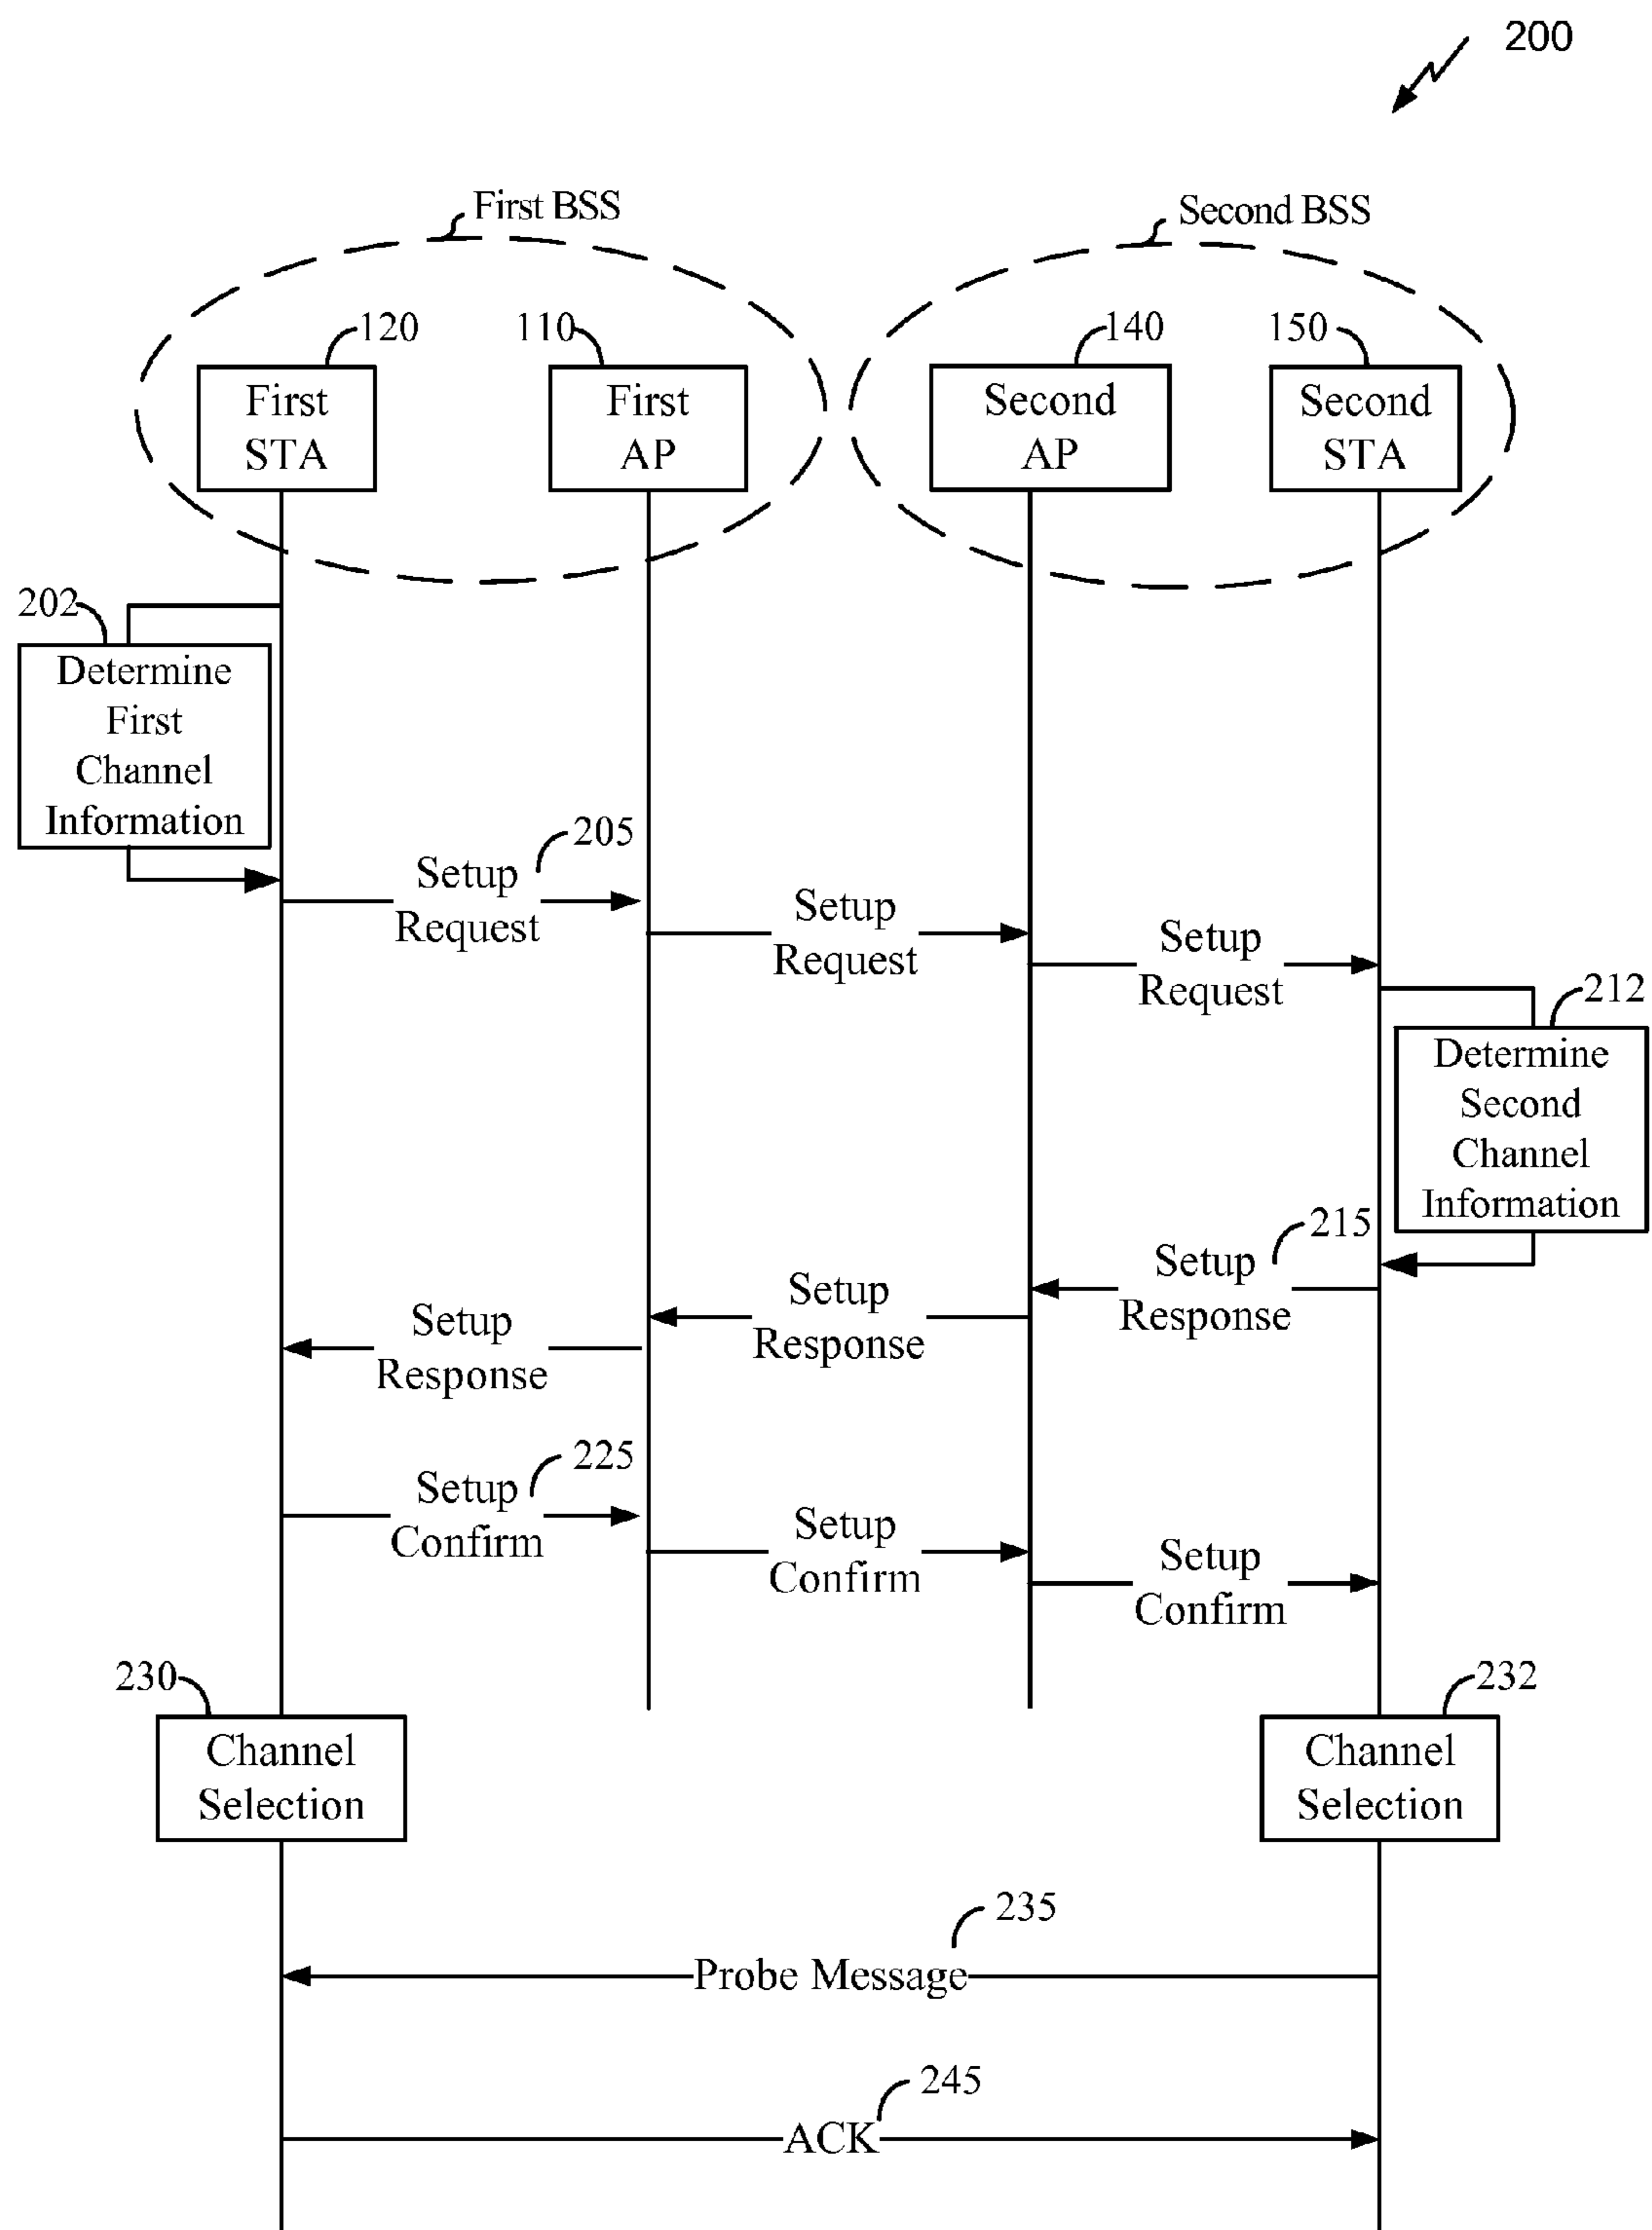 200
First BSS
Second BSS
120
110
140
150
First
STA
First
AP
Second
AP
Second
STA
202
Determine
First
Channel
Information
205
Setup
Request
Setup
Request
Setup
Request
212
Determine
Second
Channel
Information
215
Setup
Response
Setup
Response
Setup
Response
225
Setup
Confirm
Setup
Confirm
Setup
Confirm
230
232
Channel
Selection
Channel
Selection
235
Probe Message
245
ACK